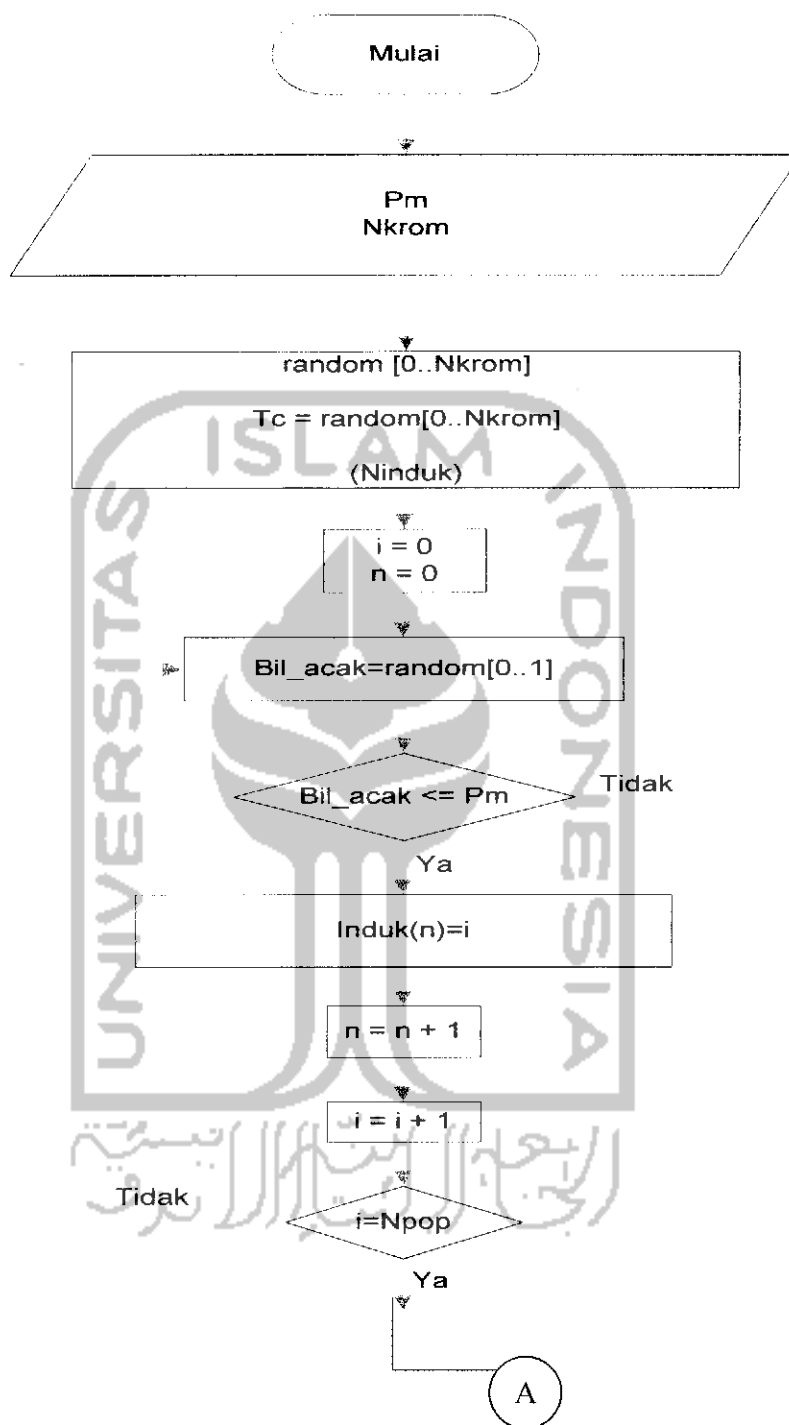 Mulai
Pm
Nkrom
random [0..Nkrom]
Tc = random[0..Nkrom]
(Ninduk)
i = 0
n = 0
Bil_acak=random[0..1]
Bil_acak <= Pm
Tidak
Ya
Induk(n)=i
n = n + 1
i = i + 1
Tidak
i=Npop
Ya
A
UNIVERSITAS
ISLAM
INDONESIA